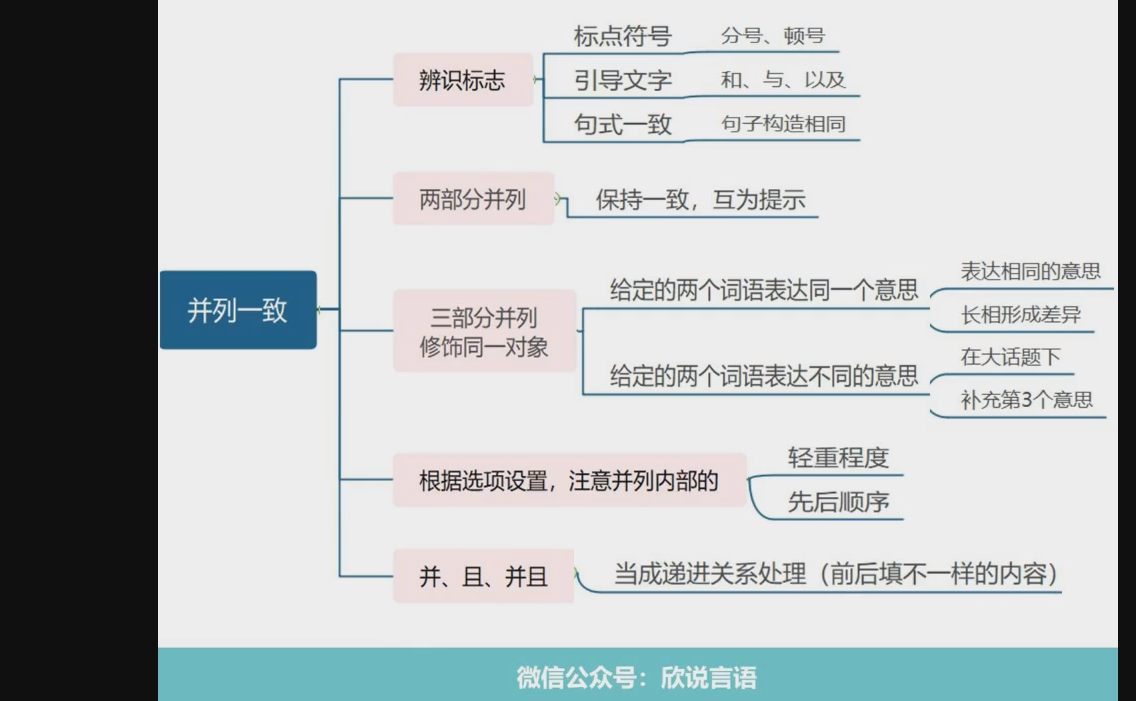 并列一致
辨识标志
标点符号
分号、顿号
引导文字
和、与、以及
句式一致
句子构造相同
两部分并列
保持一致，互为提示
三部分并列
修饰同一对象
给定的两个词语表达同一个意思
表达相同的意思
长相形成差异
给定的两个词语表达不同的意思
在大话题下
补充第3个意思
根据选项设置，注意并列内部的
轻重程度
先后顺序
并、且、并且
当成递进关系处理（前后填不一样的内容）
微信公众号：欣说言语